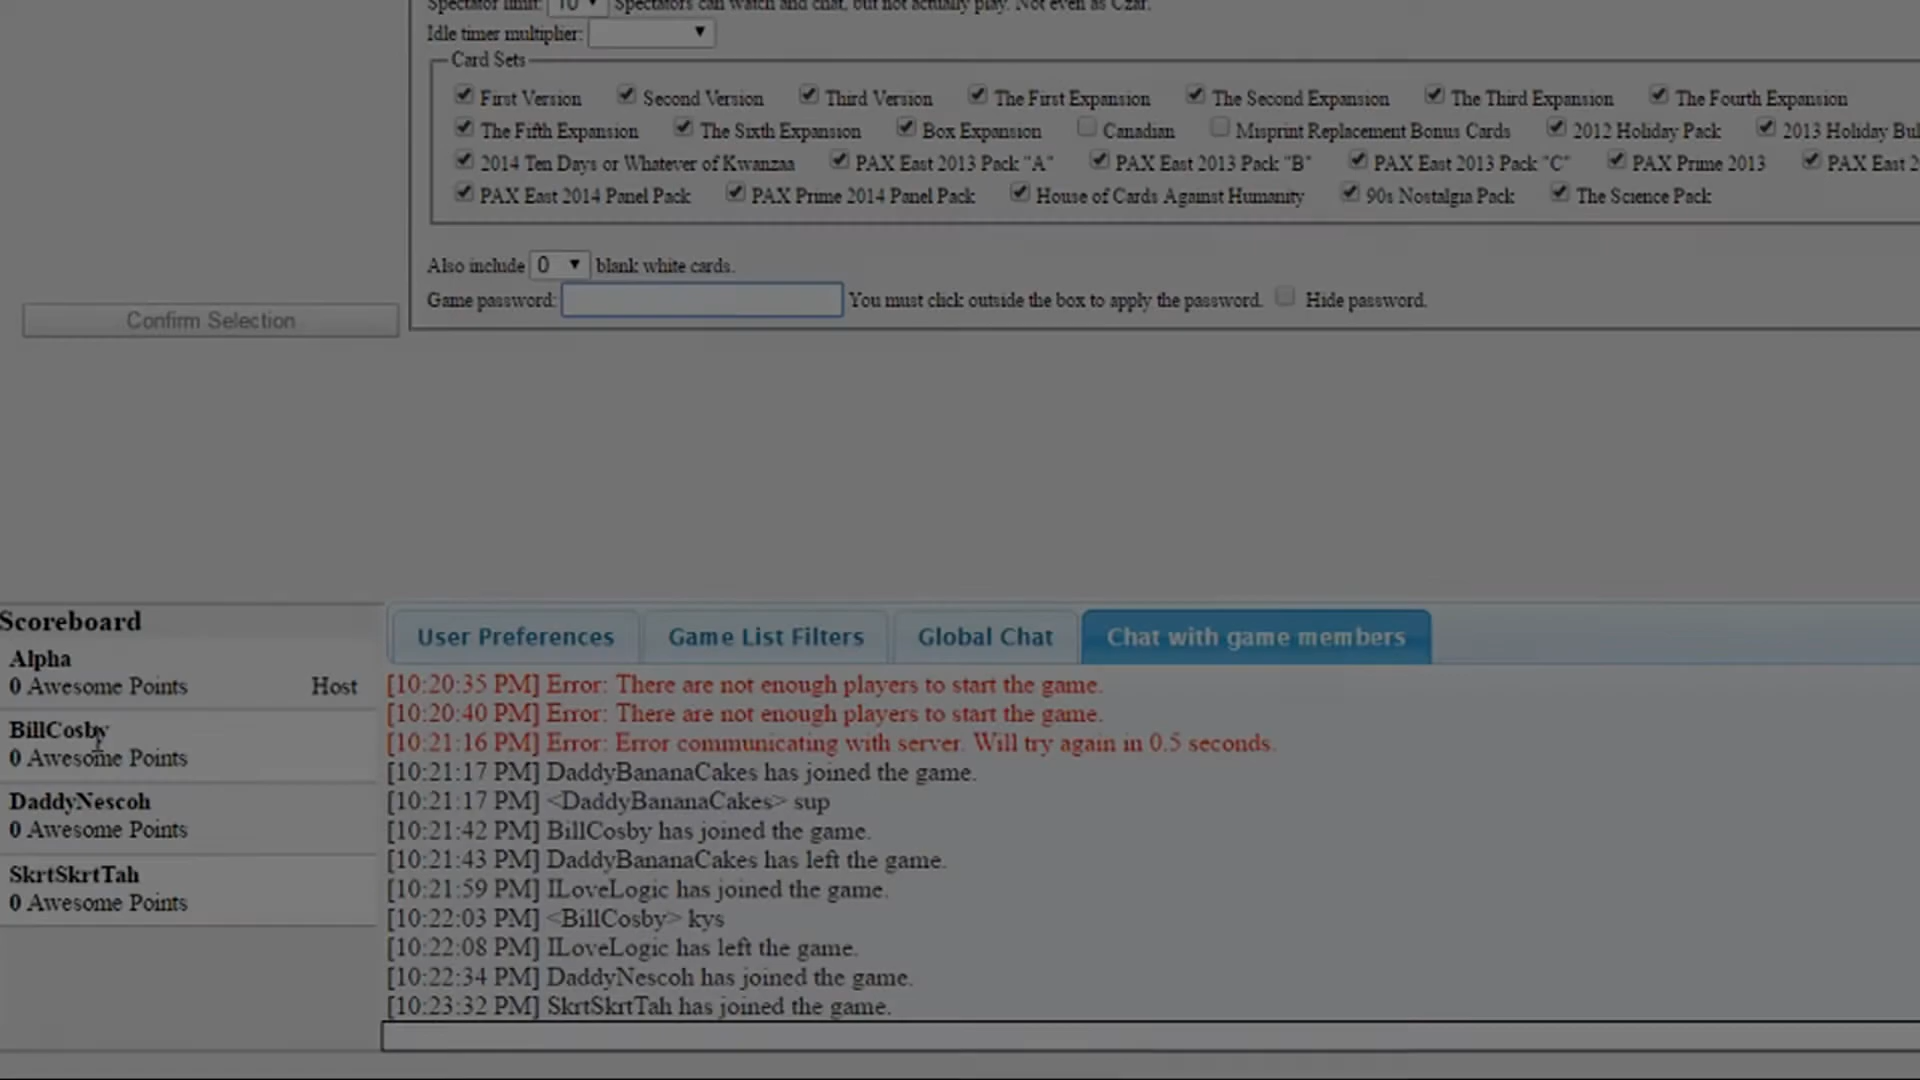 Spectator limit: 10 Spectators can watch and chat, but not actually play. Not even as Czar.
Idle timer multiplier:
Card Sets
First Version Second Version Third Version The First Expansion The Second Expansion The Third Expansion The Fourth Expansion
The Fifth Expansion The Sixth Expansion Box Expansion Canadian Misprint Replacement Bonus Cards 2012 Holiday Pack 2013 Holiday Bul
2014 Ten Days or Whatever of Kwanzaa PAX East 2013 Pack "A" PAX East 2013 Pack "B" PAX East 2013 Pack "C" PAX Prime 2013 PAX East 2
PAX East 2014 Panel Pack PAX Prime 2014 Panel Pack House of Cards Against Humanity 90s Nostalgia Pack The Science Pack
Also include 0 blank white cards.
Game password: You must click outside the box to apply the password. Hide password.
Confirm Selection
Scoreboard
Alpha
0 Awesome Points Host
BillCosby
0 Awesome Points
DaddyNescoh
0 Awesome Points
SkrtSkrtTah
0 Awesome Points
User Preferences Game List Filters Global Chat Chat with game members
[10:20:35 PM] Error: There are not enough players to start the game.
[10:20:40 PM] Error: There are not enough players to start the game.
[10:21:16 PM] Error: Error communicating with server. Will try again in 0.5 seconds.
[10:21:17 PM] DaddyBananaCakes has joined the game.
[10:21:17 PM] <DaddyBananaCakes> sup
[10:21:42 PM] BillCosby has joined the game.
[10:21:43 PM] DaddyBananaCakes has left the game.
[10:21:59 PM] ILoveLogic has joined the game.
[10:22:03 PM] <BillCosby> kys
[10:22:08 PM] ILoveLogic has left the game.
[10:22:34 PM] DaddyNescoh has joined the game.
[10:23:32 PM] SkrtSkrtTah has joined the game.